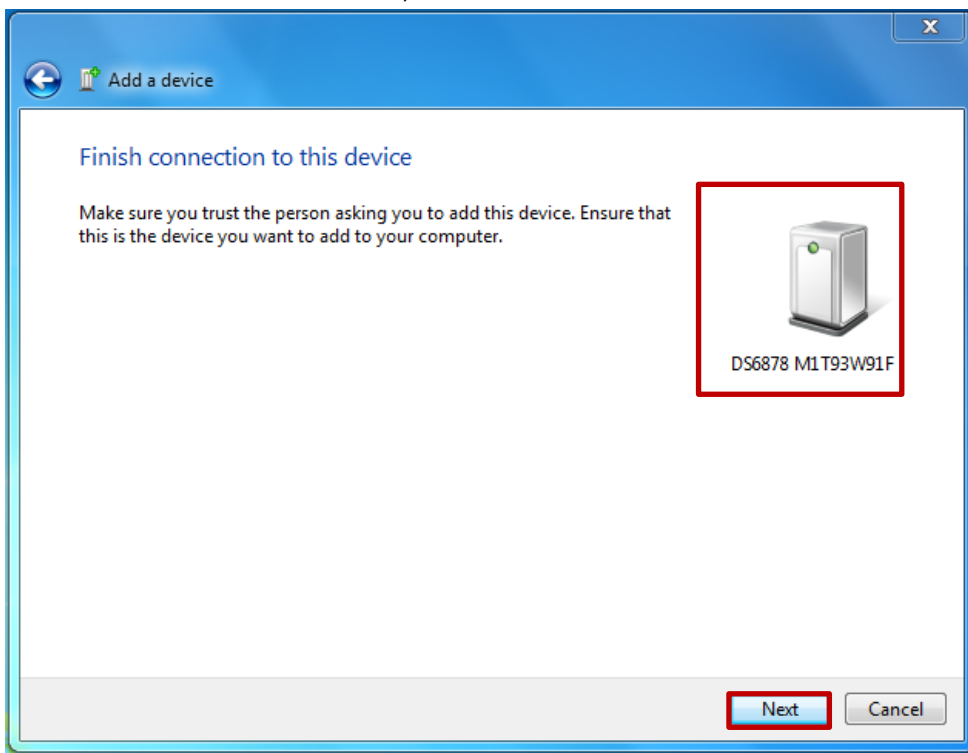 Add a device
Finish connection to this device
Make sure you trust the person asking you to add this device. Ensure that
this is the device you want to add to your computer.
DS6878 M1T93W91F
Next
Cancel